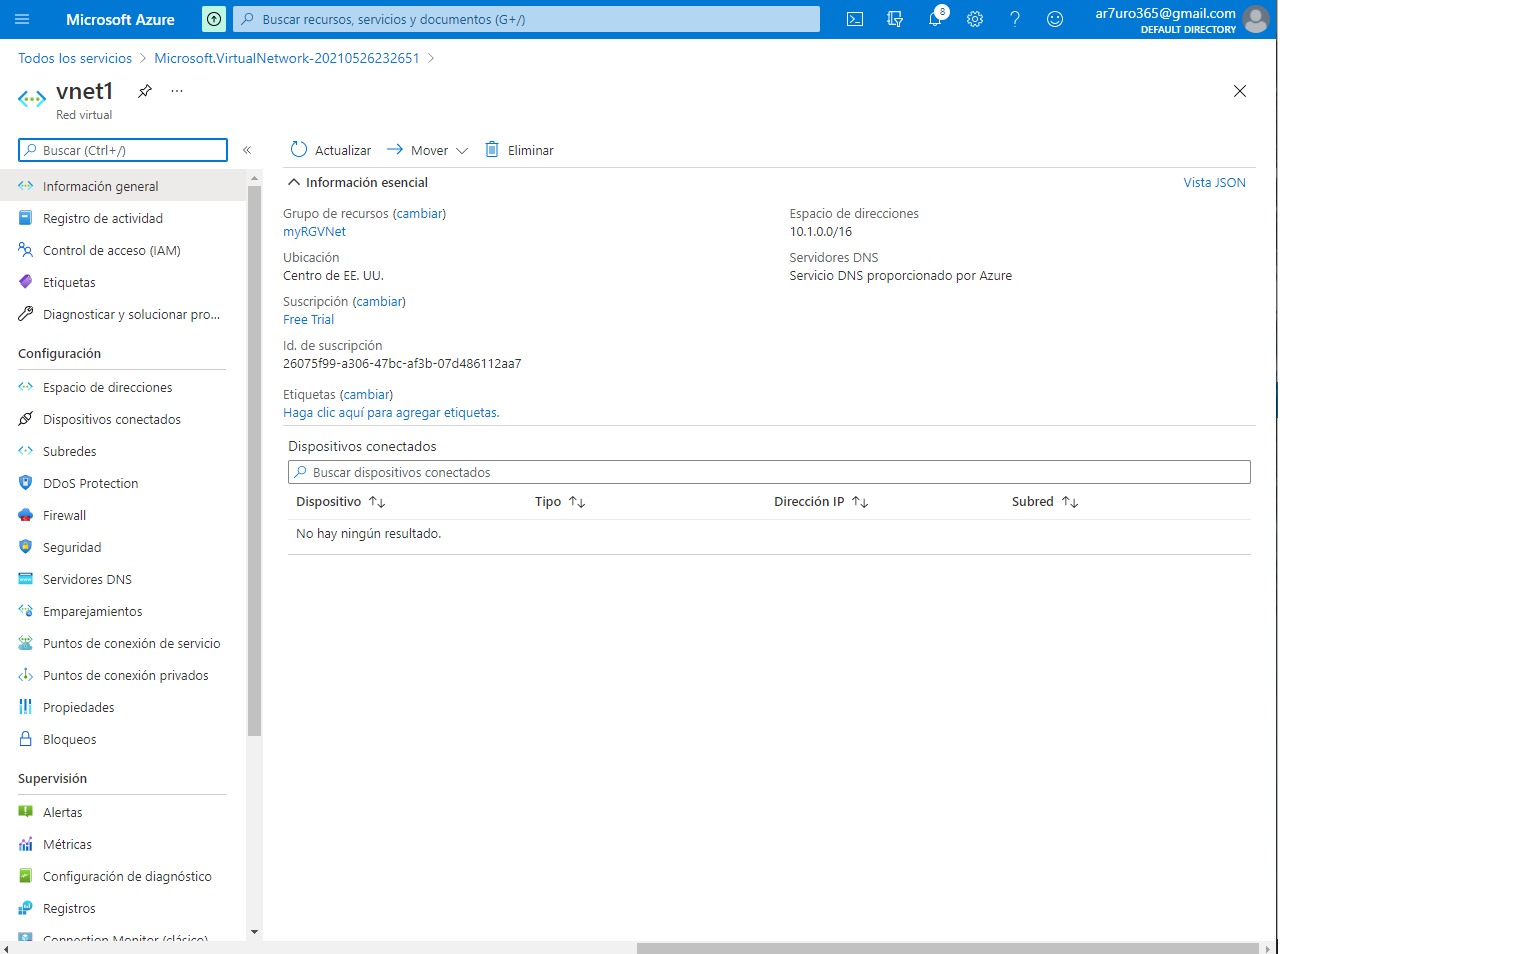 Microsoft Azure
Buscar recursos, servicios y documentos (G+/)
8
ar7uro365@gmail.com
DEFAULT DIRECTORY
Todos los servicios > Microsoft.VirtualNetwork-20210526232651 >
vnet1
Red virtual
Buscar (Ctrl+/)
Información general
Registro de actividad
Control de acceso (IAM)
Etiquetas
Diagnosticar y solucionar pro...
Configuración
Espacio de direcciones
Dispositivos conectados
Subredes
DDoS Protection
Firewall
Seguridad
Servidores DNS
Emparejamientos
Puntos de conexión de servicio
Puntos de conexión privados
Propiedades
Bloqueos
Supervisión
Alertas
Métricas
Configuración de diagnóstico
Registros
Connection Monitor (clásico)
Actualizar
Mover
Eliminar
Información esencial
Vista JSON
Grupo de recursos (cambiar)
myRGVNet
Ubicación
Centro de EE. UU.
Suscripción (cambiar)
Free Trial
Id. de suscripción
26075f99-a306-47bc-af3b-07d486112aa7
Etiquetas (cambiar)
Haga clic aquí para agregar etiquetas.
Espacio de direcciones
10.1.0.0/16
Servidores DNS
Servicio DNS proporcionado por Azure
Dispositivos conectados
Buscar dispositivos conectados
Dispositivo ↑↓ Tipo ↑↓ Dirección IP ↑↓ Subred ↑↓
No hay ningún resultado.